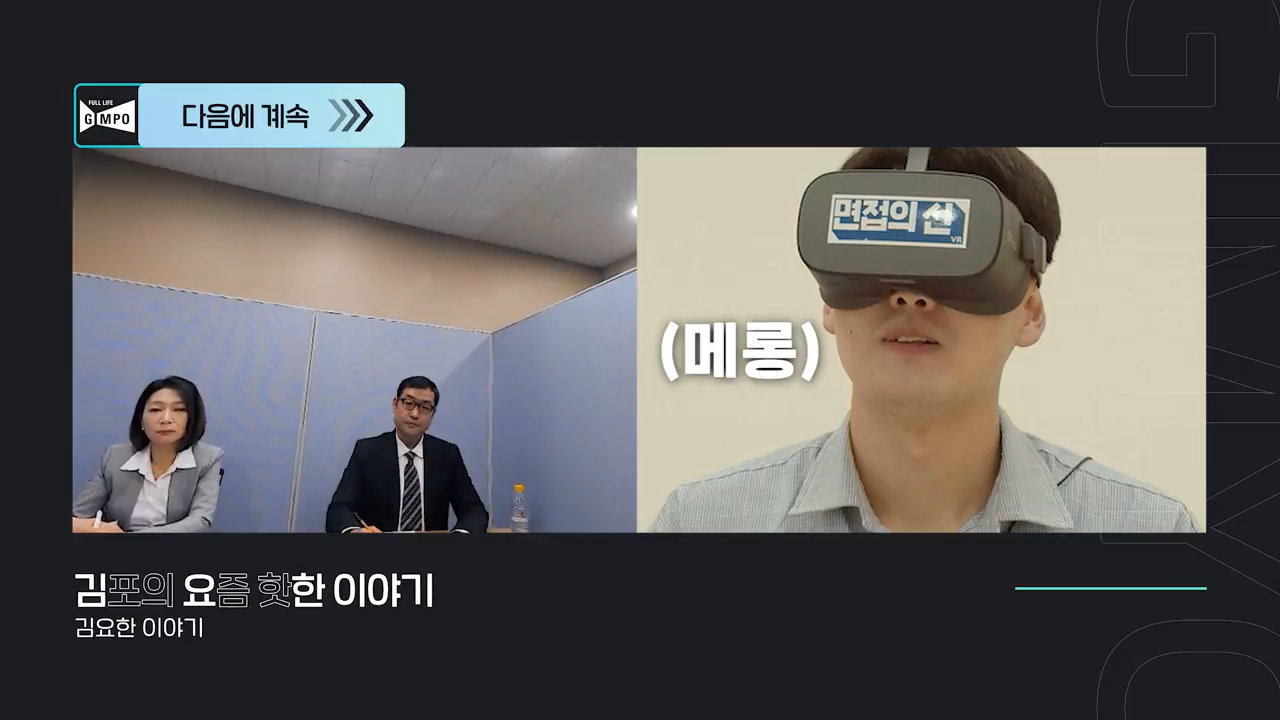 FULL LIFE
GIMPO
다음에 계속
면접의 신
VR
(메롱)
김포의 요즘 핫한 이야기
김요한 이야기